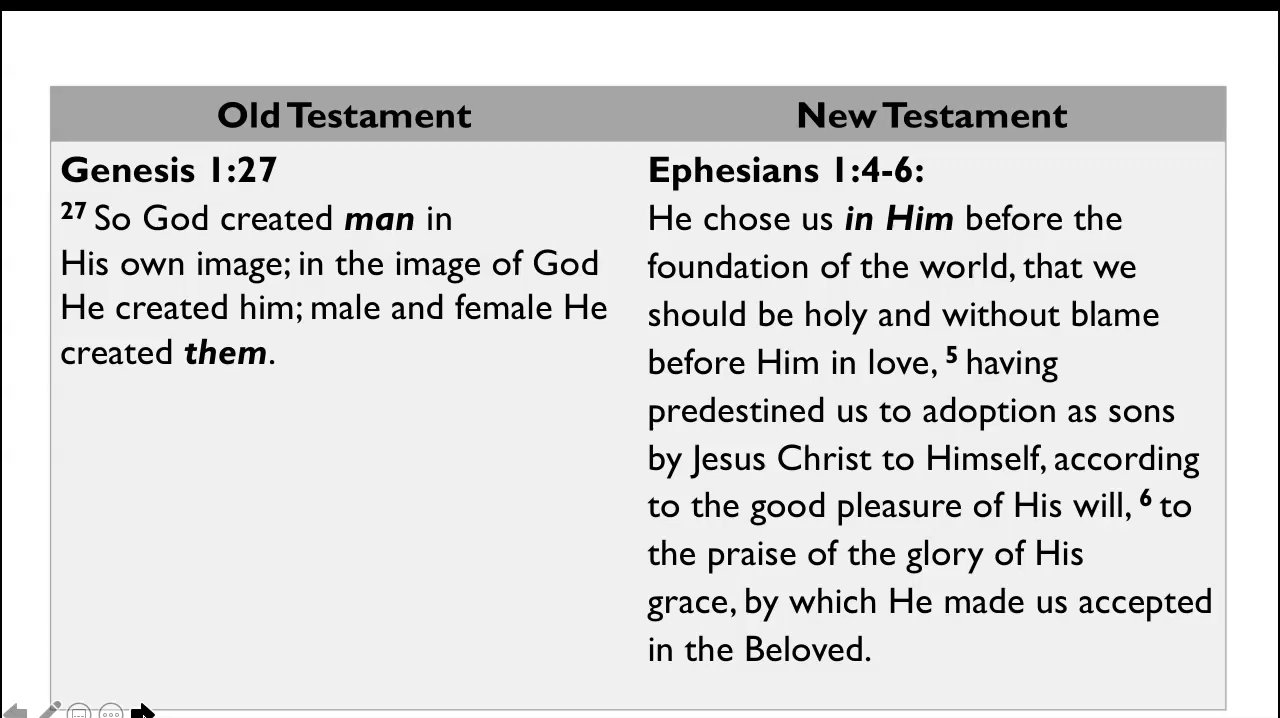 Old Testament
New Testament
Genesis 1:27
27 So God created man in
His own image; in the image of God
He created him; male and female He
created them.
Ephesians 1:4-6:
He chose us in Him before the
foundation of the world, that we
should be holy and without blame
before Him in love, 5 having
predestined us to adoption as sons
by Jesus Christ to Himself, according
to the good pleasure of His will, 6 to
the praise of the glory of His
grace, by which He made us accepted
in the Beloved.